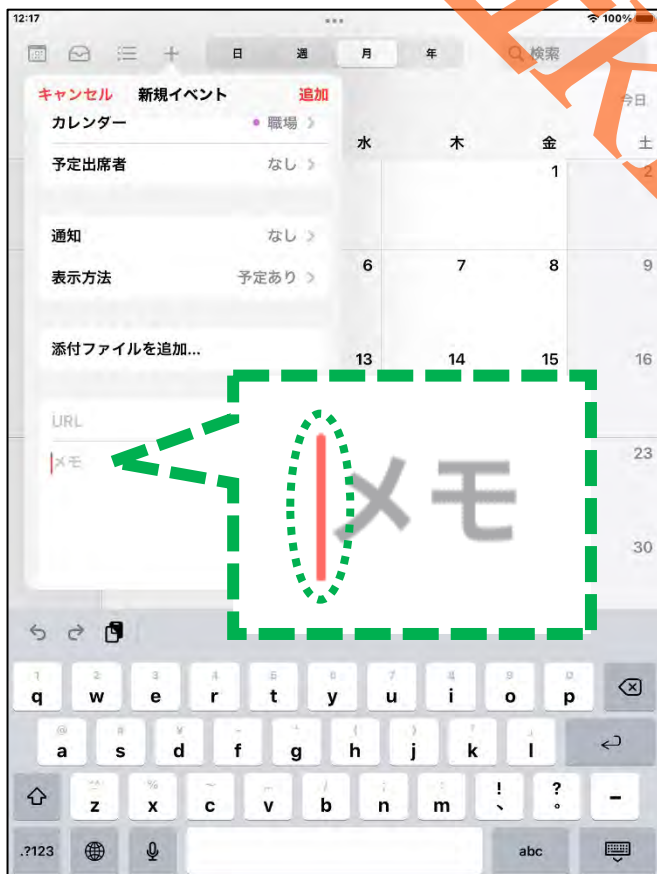 12:17
100%
日 週 月 年
検索
キャンセル 新規イベント 追加
今日
カレンダー 職場
水 木 金 土
予定出席者 なし
1 2
通知 なし
表示方法 予定あり
6 7 8 9
添付ファイルを追加...
13 14 15 16
URL
メモ
メモ
23
30
q w e r t y u i o p
a s d f g h j k l
z x c v b n m ! 、 ? 。 ー
.?123 abc